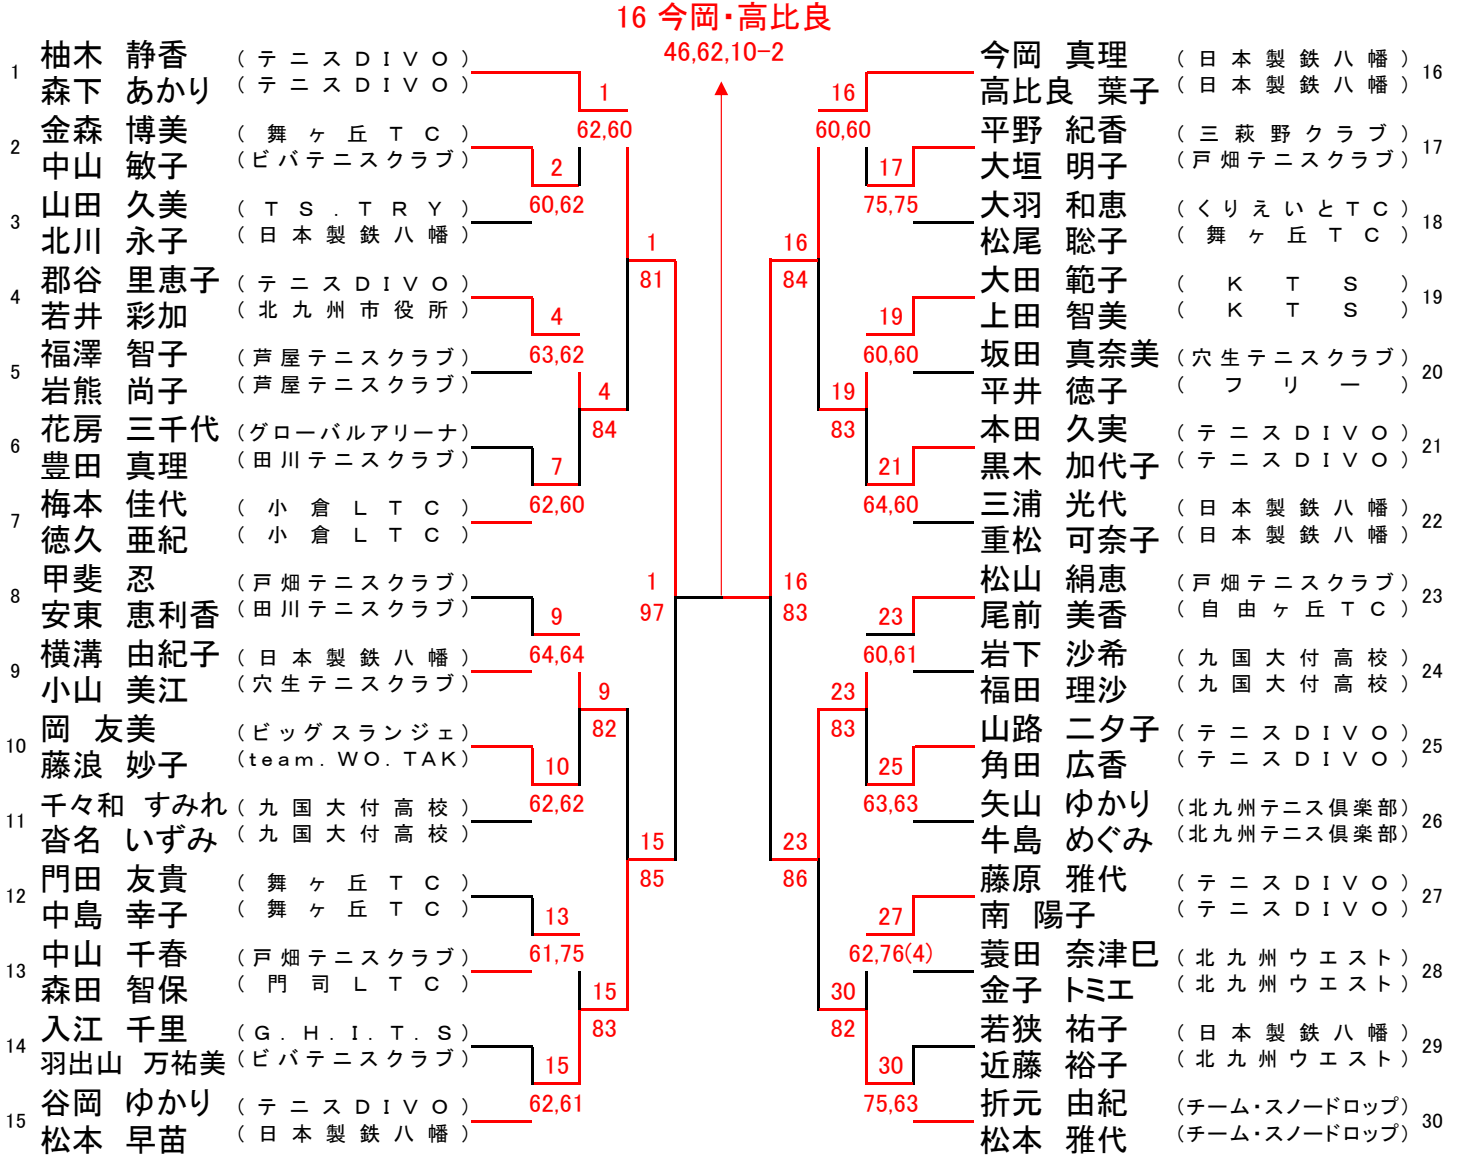 16 今岡・高比良
46,62,10-2
1 柚木 静香 (テニスDIVO)
森下 あかり (テニスDIVO)
2 金森 博美 (舞ヶ丘TC)
中山 敏子 (ビバテニスクラブ)
3 山田 久美 (TS.TRY)
北川 永子 (日本製鉄八幡)
4 郡谷 里恵子 (テニスDIVO)
若井 彩加 (北九州市役所)
5 福澤 智子 (芦屋テニスクラブ)
岩熊 尚子 (芦屋テニスクラブ)
6 花房 三千代 (グローバルアリーナ)
豊田 真理 (田川テニスクラブ)
7 梅本 佳代 (小倉LTC)
徳久 亜紀 (小倉LTC)
8 甲斐 忍 (戸畑テニスクラブ)
安東 恵利香 (田川テニスクラブ)
9 横溝 由紀子 (日本製鉄八幡)
小山 美江 (穴生テニスクラブ)
10 岡 友美 (ビッグスランジェ)
藤浪 妙子 (team.WO.TAK)
11 千々和 すみれ (九国大付高校)
沓名 いずみ (九国大付高校)
12 門田 友貴 (舞ヶ丘TC)
中島 幸子 (舞ヶ丘TC)
13 中山 千春 (戸畑テニスクラブ)
森田 智保 (門司LTC)
14 入江 千里 (G.H.I.T.S)
羽出山 万祐美 (ビバテニスクラブ)
15 谷岡 ゆかり (テニスDIVO)
松本 早苗 (日本製鉄八幡)
1
62,60
2
60,62
1
81
4
63,62
4
84
7
62,60
1
97
9
64,64
9
82
10
62,62
15
85
13
61,75
15
83
15
62,61
16
60,60
17
75,75
16
84
19
60,60
19
83
21
64,60
16
83
23
60,61
23
83
25
63,63
23
86
27
62,76(4)
30
82
30
75,63
今岡 真理 (日本製鉄八幡) 16
高比良 葉子 (日本製鉄八幡)
平野 紀香 (三萩野クラブ) 17
大垣 明子 (戸畑テニスクラブ)
大羽 和恵 (くりえいとTC) 18
松尾 聡子 (舞ヶ丘TC)
大田 範子 (KTS) 19
上田 智美 (KTS)
坂田 真奈美 (穴生テニスクラブ) 20
平井 徳子 (フリー)
本田 久実 (テニスDIVO) 21
黒木 加代子 (テニスDIVO)
三浦 光代 (日本製鉄八幡) 22
重松 可奈子 (日本製鉄八幡)
松山 絹恵 (戸畑テニスクラブ) 23
尾前 美香 (自由ヶ丘TC)
岩下 沙希 (九国大付高校) 24
福田 理沙 (九国大付高校)
山路 二夕子 (テニスDIVO) 25
角田 広香 (テニスDIVO)
矢山 ゆかり (北九州テニス倶楽部) 26
牛島 めぐみ (北九州テニス倶楽部)
藤原 雅代 (テニスDIVO) 27
南 陽子 (テニスDIVO)
蓑田 奈津巳 (北九州ウエスト) 28
金子 トミエ (北九州ウエスト)
若狭 祐子 (日本製鉄八幡) 29
近藤 裕子 (北九州ウエスト)
折元 由紀 (チーム・スノードロップ) 30
松本 雅代 (チーム・スノードロップ)